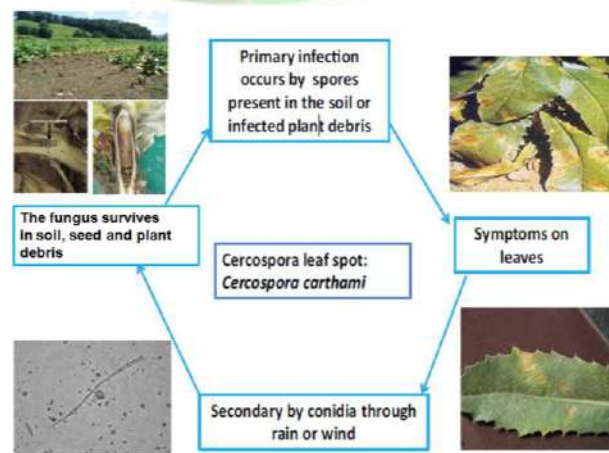 Primary infection
occurs by spores
present in the soil or
infected plant debris
The fungus survives
in soil, seed and plant
debris
Symptoms on
leaves
Cercospora leaf spot:
Cercospora carthami
Secondary by conidia through
rain or wind